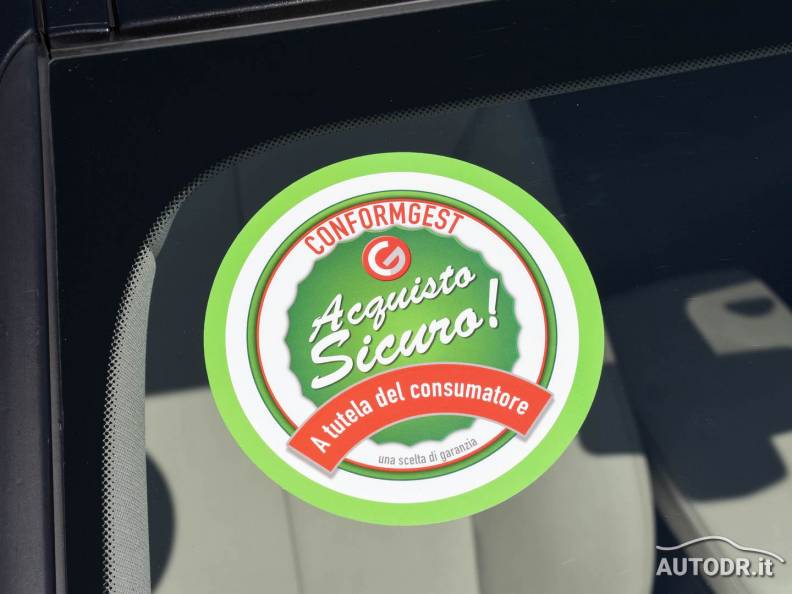 CONFORMGEST
G
Acquisto
Sicuro!
A tutela del consumatore
una scelta di garanzia
AUTODR.it